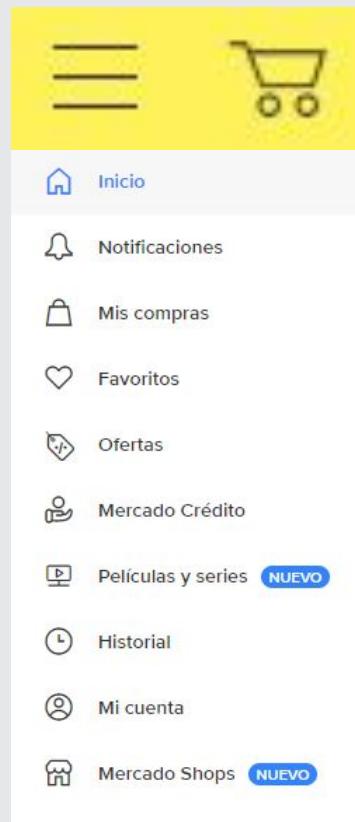 Inicio
Notificaciones
Mis compras
Favoritos
Ofertas
Mercado Crédito
Películas y series NUEVO
Historial
Mi cuenta
Mercado Shops NUEVO